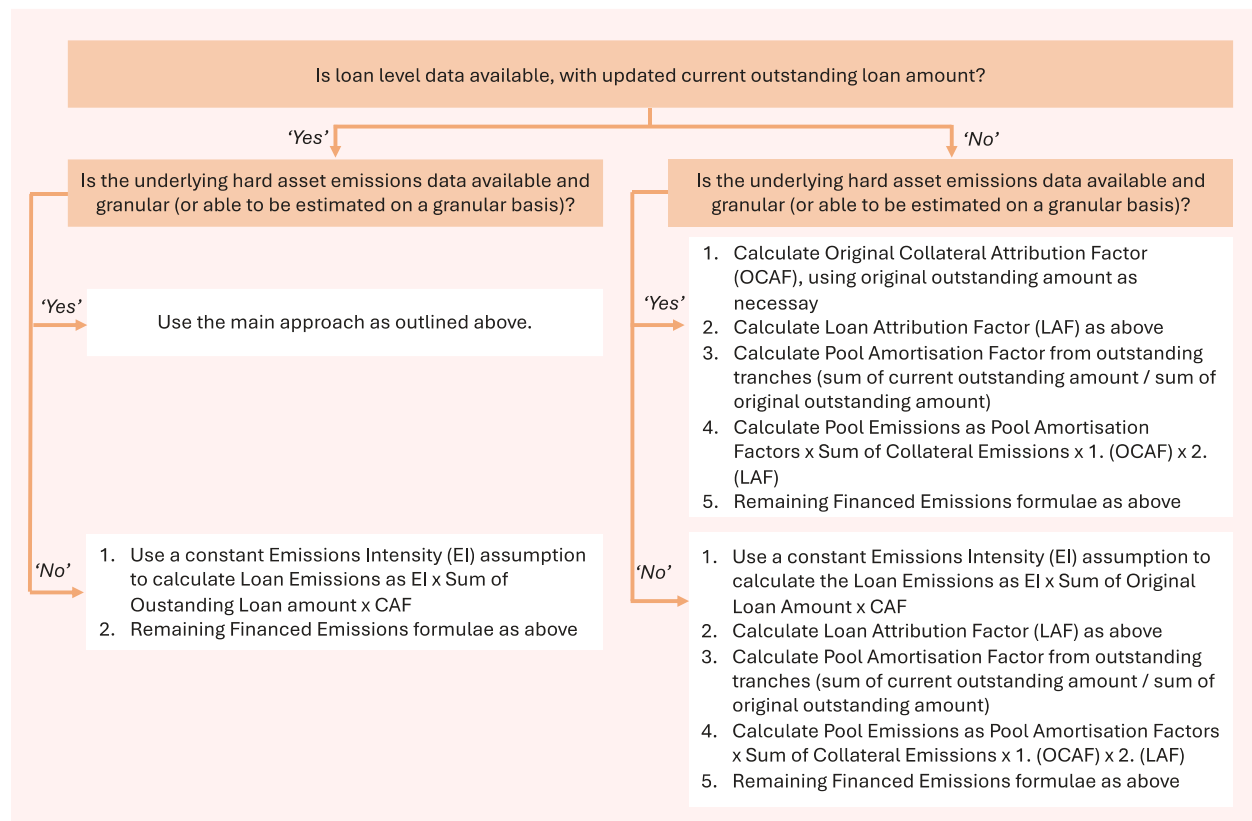 Is loan level data available, with updated current outstanding loan amount?
‘Yes’
‘No’
Is the underlying hard asset emissions data available and
granular (or able to be estimated on a granular basis)?
‘Yes’
Use the main approach as outlined above.
‘No’
1. Use a constant Emissions Intensity (EI) assumption
to calculate Loan Emissions as EI x Sum of
Oustanding Loan amount x CAF
2. Remaining Financed Emissions formulae as above
Is the underlying hard asset emissions data available and
granular (or able to be estimated on a granular basis)?
‘Yes’
1. Calculate Original Collateral Attribution Factor
(OCAF), using original outstanding amount as
necessay
2. Calculate Loan Attribution Factor (LAF) as above
3. Calculate Pool Amortisation Factor from outstanding
tranches (sum of current outstanding amount / sum of
original outstanding amount)
4. Calculate Pool Emissions as Pool Amortisation
Factors x Sum of Collateral Emissions x 1. (OCAF) x 2.
(LAF)
5. Remaining Financed Emissions formulae as above
‘No’
1. Use a constant Emissions Intensity (EI) assumption to
calculate the Loan Emissions as EI x Sum of Original
Loan Amount x CAF
2. Calculate Loan Attribution Factor (LAF) as above
3. Calculate Pool Amortisation Factor from outstanding
tranches (sum of current outstanding amount / sum of
original outstanding amount)
4. Calculate Pool Emissions as Pool Amortisation Factors
x Sum of Collateral Emissions x 1. (OCAF) x 2. (LAF)
5. Remaining Financed Emissions formulae as above